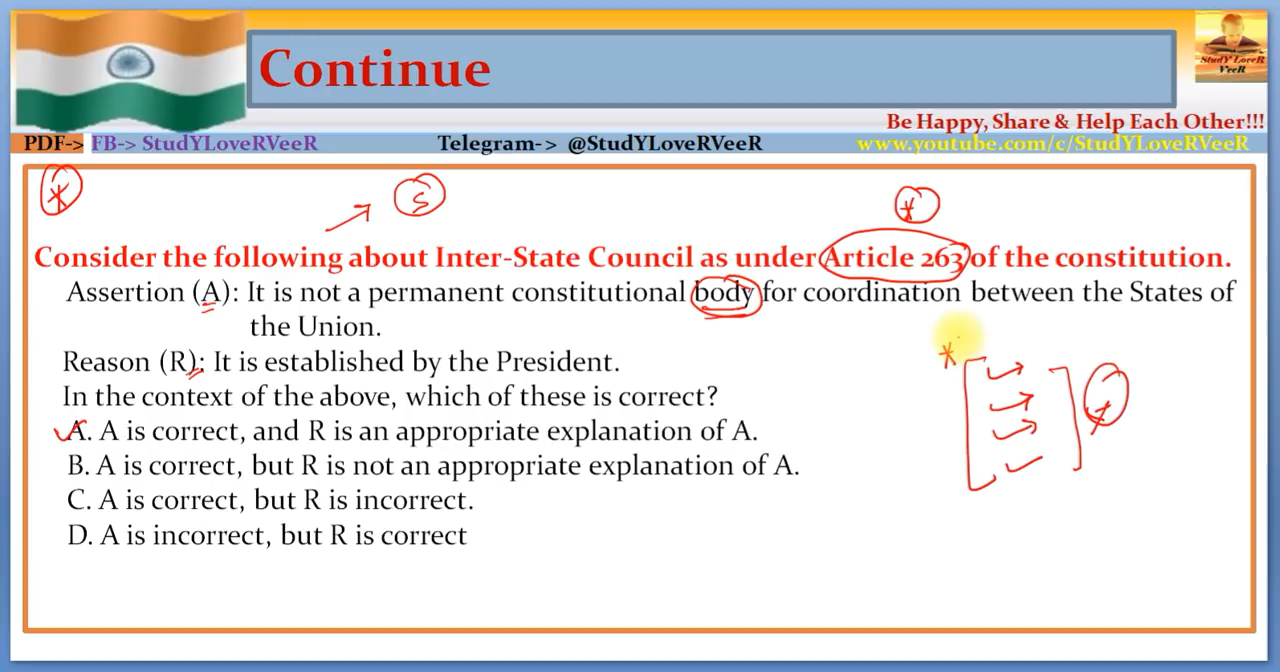 Continue
StudY LoveR
VeeR
Be Happy, Share & Help Each Other!!!
PDF-> FB-> StudYLoveRVeeR Telegram-> @StudYLoveRVeeR www.youtube.com/c/StudYLoveRVeeR
S
Consider the following about Inter-State Council as under Article 263 of the constitution.
Assertion (A): It is not a permanent constitutional body for coordination between the States of
the Union.
Reason (R): It is established by the President.
In the context of the above, which of these is correct?
A. A is correct, and R is an appropriate explanation of A.
B. A is correct, but R is not an appropriate explanation of A.
C. A is correct, but R is incorrect.
D. A is incorrect, but R is correct